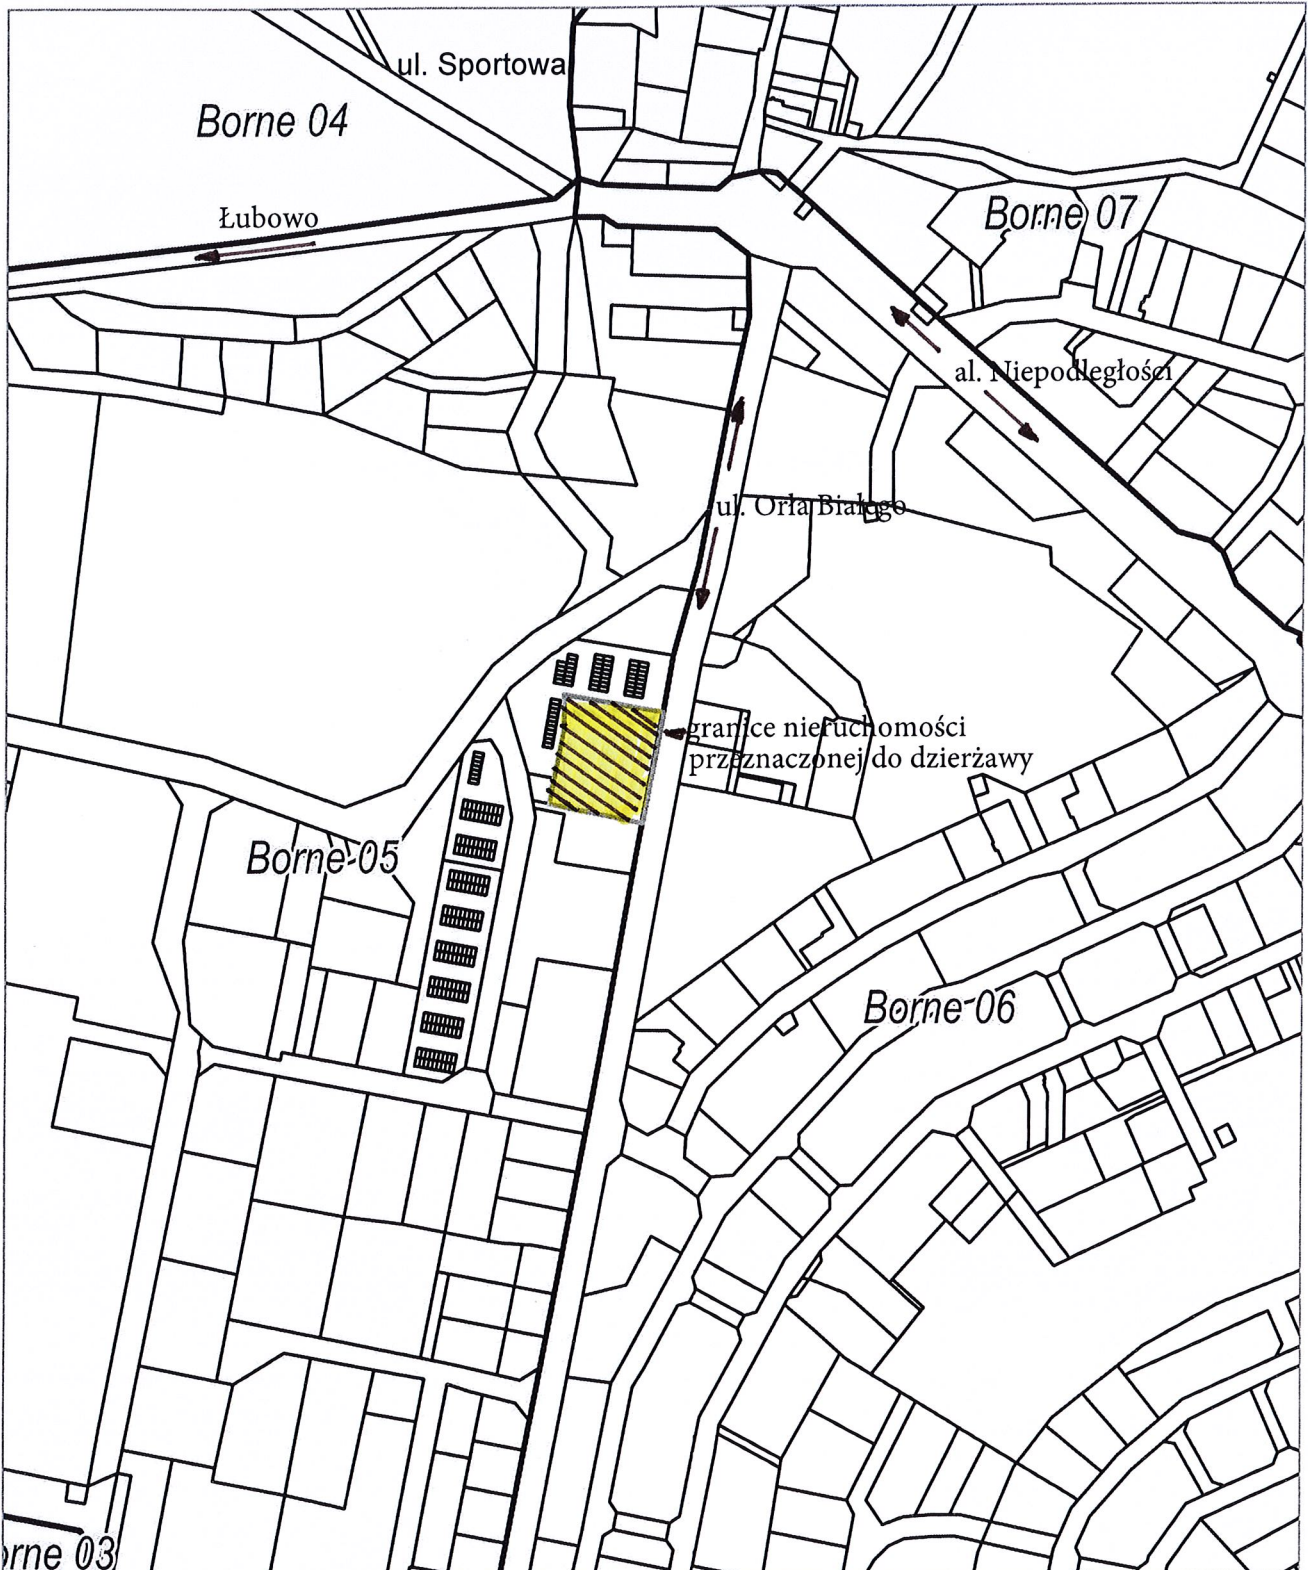 ul. Sportowa
Borne 04
Łubowo
Borne 07
al. Niepodległości
ul. Orła Białego
granice nieruchomości
przeznaczonej do dzierżawy
Borne 05
Borne 06
orne 03